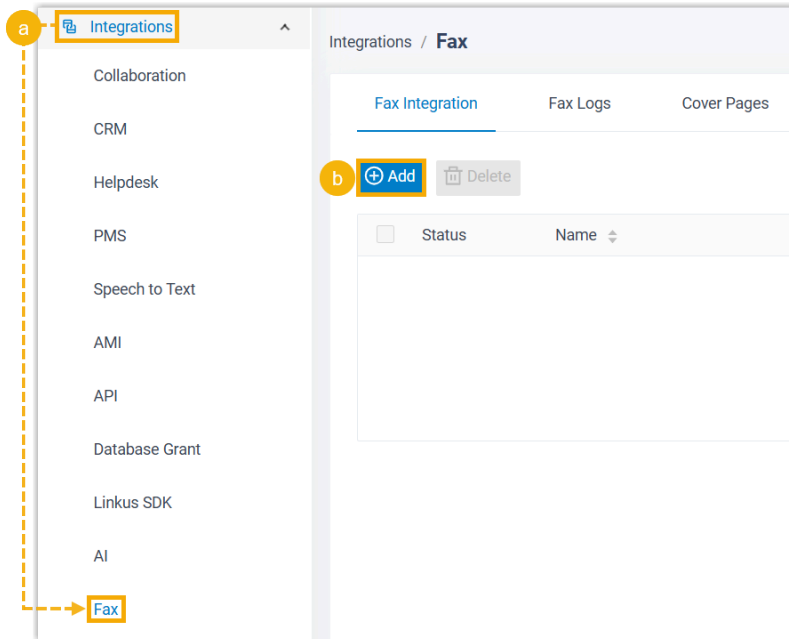 a
Integrations
Collaboration
CRM
Helpdesk
PMS
Speech to Text
AMI
API
Database Grant
Linkus SDK
AI
Fax
Integrations / Fax
Fax Integration Fax Logs Cover Pages
b Add Delete
Status Name